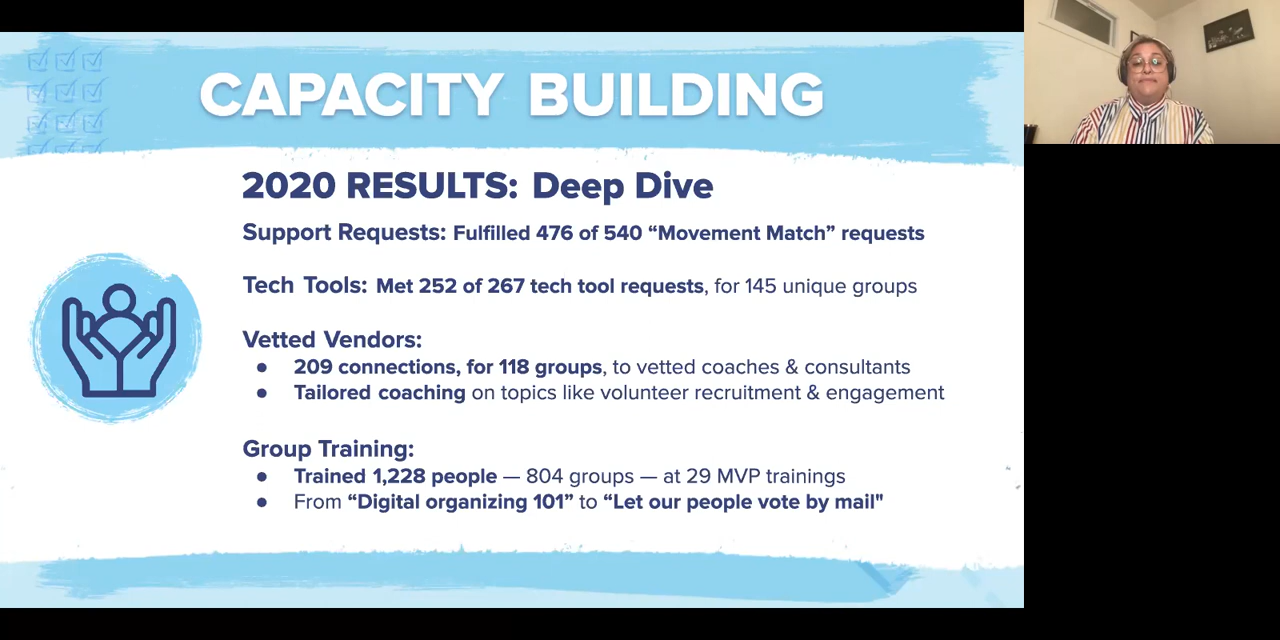 CAPACITY BUILDING
2020 RESULTS: Deep Dive
Support Requests: Fulfilled 476 of 540 “Movement Match” requests
Tech Tools: Met 252 of 267 tech tool requests, for 145 unique groups
Vetted Vendors:
● 209 connections, for 118 groups, to vetted coaches & consultants
● Tailored coaching on topics like volunteer recruitment & engagement
Group Training:
● Trained 1,228 people — 804 groups — at 29 MVP trainings
● From “Digital organizing 101” to “Let our people vote by mail"